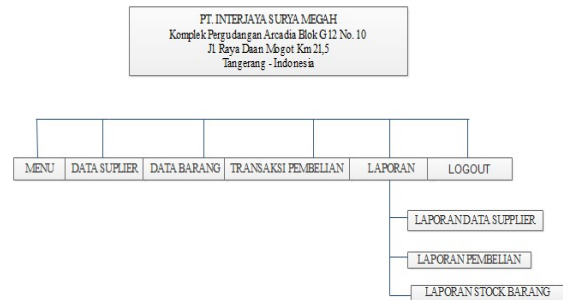 PT. INTERJAYA SURYA MEGAH
Komplek Pergudangan Arcadia Blok G 12 No. 10
Jl Raya Daan Mogot Km 21,5
Tangerang - Indonesia
MENU
DATA SUPLIER
DATA BARANG
TRANSAKSI PEMBELIAN
LAPORAN
LOGOUT
LAPORAN DATA SUPPLIER
LAPORAN PEMBELIAN
LAPORAN STOCK BARANG